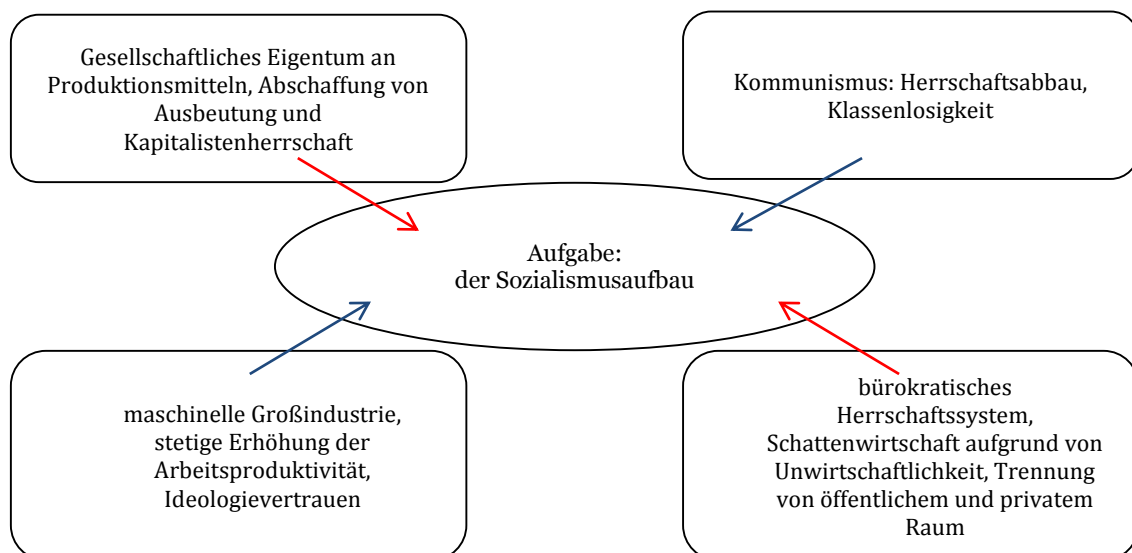 Gesellschaftliches Eigentum an
Produktionsmitteln, Abschaffung von
Ausbeutung und
Kapitalistenherrschaft
Kommunismus: Herrschaftsabbau,
Klassenlosigkeit
Aufgabe:
der Sozialismusaufbau
maschinelle Großindustrie,
stetige Erhöhung der
Arbeitsproduktivität,
Ideologievertrauen
bürokratisches
Herrschaftssystem,
Schattenwirtschaft aufgrund von
Unwirtschaftlichkeit, Trennung
von öffentlichem und privatem
Raum